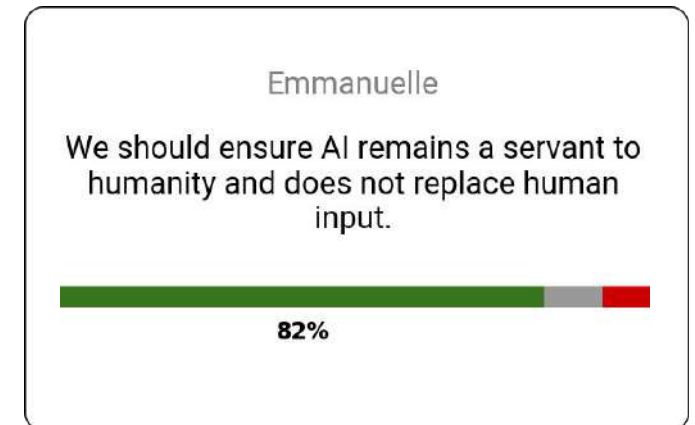 Emmanuelle
We should ensure AI remains a servant to
humanity and does not replace human
input.
82%